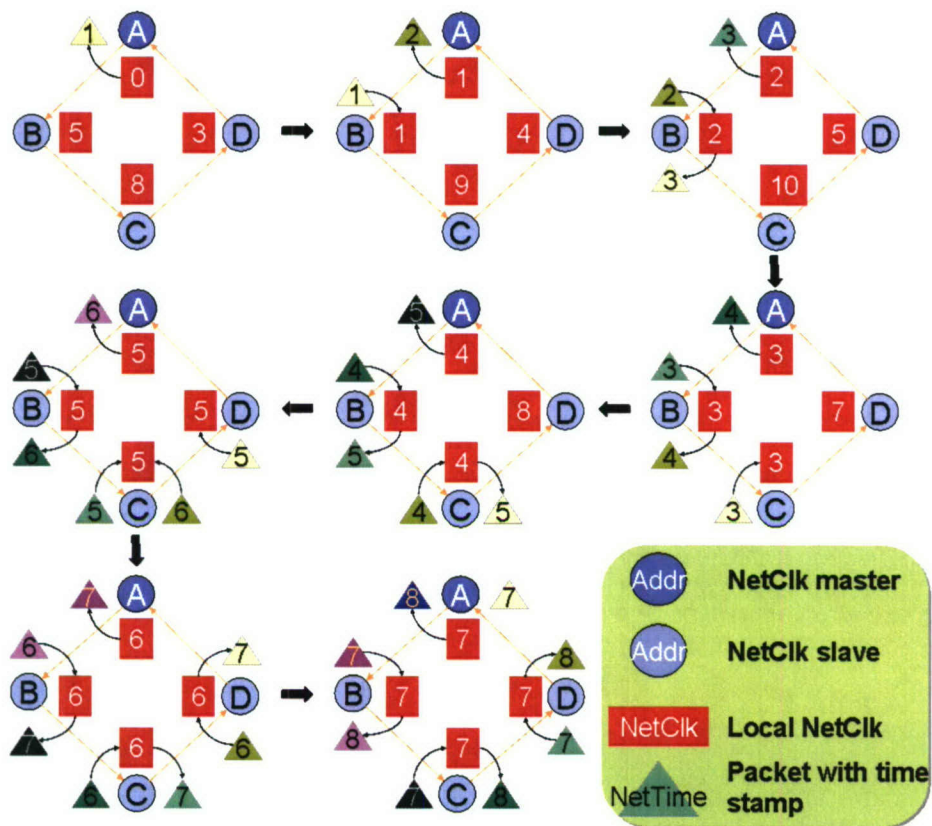 1 A 2 A 3 A
0 1 2
1 2
B 5 3 D B 1 4 D B 2 5 D
8 9 3 10
C C C
6 A 5 A 4 A
5 4 3
5 4 3
B 5 5 D B 4 8 D B 3 7 D
6 5 5 5 4 4 3
5 C 6 4 C 5 3 C
7 A 8 A 7
6 7
6 7 7 8
B 6 6 D B 7 7 D
7 6 6 8 7 7
6 C 7 7 C 8
Addr NetClk master
Addr NetClk slave
NetClk Local NetClk
NetTime Packet with time
stamp